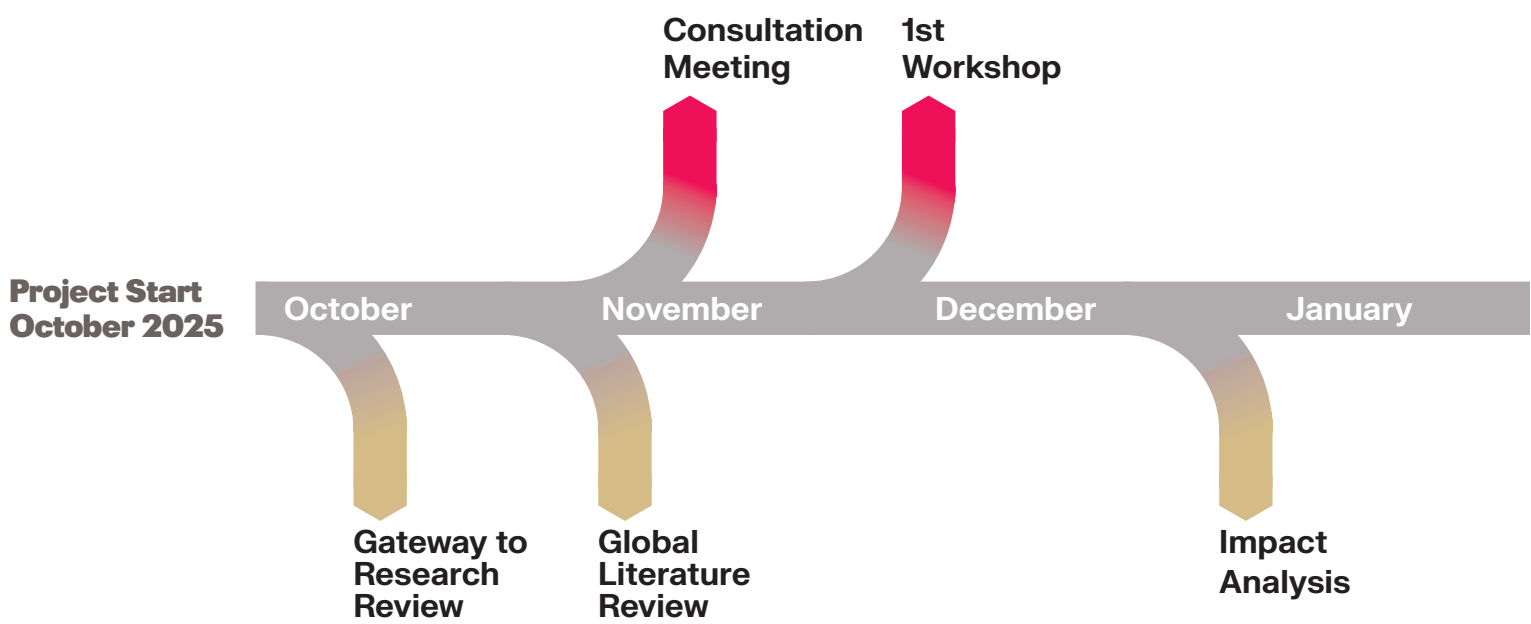 Consultation
Meeting
1st
Workshop
Project Start
October 2025
October
November
December
January
Gateway to
Research
Review
Global
Literature
Review
Impact
Analysis